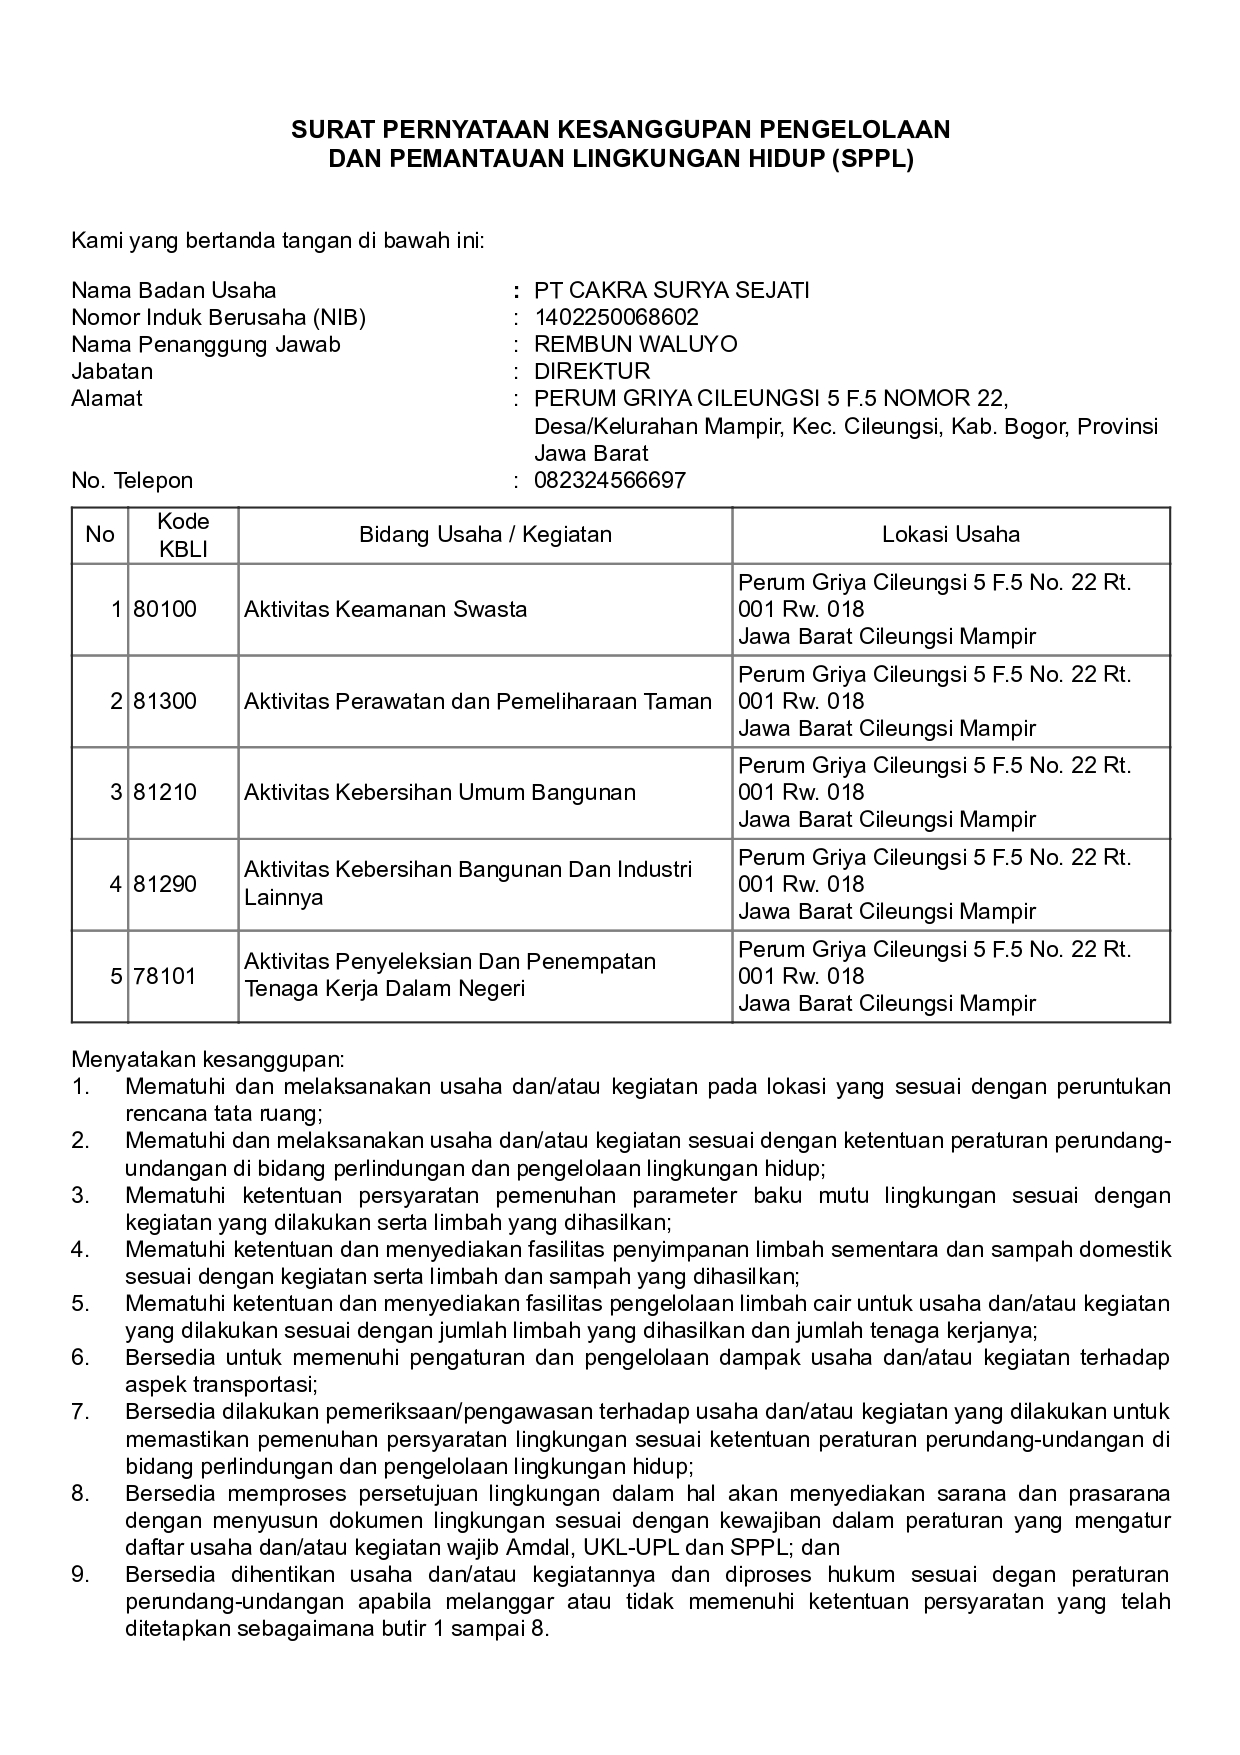 SURAT PERNYATAAN KESANGGUPAN PENGELOLAAN
DAN PEMANTAUAN LINGKUNGAN HIDUP (SPPL)
Kami yang bertanda tangan di bawah ini:
Nama Badan Usaha : PT CAKRA SURYA SEJATI
Nomor Induk Berusaha (NIB) : 1402250068602
Nama Penanggung Jawab : REMBUN WALUYO
Jabatan : DIREKTUR
Alamat : PERUM GRIYA CILEUNGSI 5 F.5 NOMOR 22,
Desa/Kelurahan Mampir, Kec. Cileungsi, Kab. Bogor, Provinsi
Jawa Barat
No. Telepon : 082324566697
No Kode KBLI Bidang Usaha / Kegiatan Lokasi Usaha
1 80100 Aktivitas Keamanan Swasta Perum Griya Cileungsi 5 F.5 No. 22 Rt.
001 Rw. 018
Jawa Barat Cileungsi Mampir
2 81300 Aktivitas Perawatan dan Pemeliharaan Taman Perum Griya Cileungsi 5 F.5 No. 22 Rt.
001 Rw. 018
Jawa Barat Cileungsi Mampir
3 81210 Aktivitas Kebersihan Umum Bangunan Perum Griya Cileungsi 5 F.5 No. 22 Rt.
001 Rw. 018
Jawa Barat Cileungsi Mampir
4 81290 Aktivitas Kebersihan Bangunan Dan Industri Lainnya Perum Griya Cileungsi 5 F.5 No. 22 Rt.
001 Rw. 018
Jawa Barat Cileungsi Mampir
5 78101 Aktivitas Penyeleksian Dan Penempatan Tenaga Kerja Dalam Negeri Perum Griya Cileungsi 5 F.5 No. 22 Rt.
001 Rw. 018
Jawa Barat Cileungsi Mampir
Menyatakan kesanggupan:
1. Mematuhi dan melaksanakan usaha dan/atau kegiatan pada lokasi yang sesuai dengan peruntukan
rencana tata ruang;
2. Mematuhi dan melaksanakan usaha dan/atau kegiatan sesuai dengan ketentuan peraturan perundang-
undangan di bidang perlindungan dan pengelolaan lingkungan hidup;
3. Mematuhi ketentuan persyaratan pemenuhan parameter baku mutu lingkungan sesuai dengan
kegiatan yang dilakukan serta limbah yang dihasilkan;
4. Mematuhi ketentuan dan menyediakan fasilitas penyimpanan limbah sementara dan sampah domestik
sesuai dengan kegiatan serta limbah dan sampah yang dihasilkan;
5. Mematuhi ketentuan dan menyediakan fasilitas pengelolaan limbah cair untuk usaha dan/atau kegiatan
yang dilakukan sesuai dengan jumlah limbah yang dihasilkan dan jumlah tenaga kerjanya;
6. Bersedia untuk memenuhi pengaturan dan pengelolaan dampak usaha dan/atau kegiatan terhadap
aspek transportasi;
7. Bersedia dilakukan pemeriksaan/pengawasan terhadap usaha dan/atau kegiatan yang dilakukan untuk
memastikan pemenuhan persyaratan lingkungan sesuai ketentuan peraturan perundang-undangan di
bidang perlindungan dan pengelolaan lingkungan hidup;
8. Bersedia memproses persetujuan lingkungan dalam hal akan menyediakan sarana dan prasarana
dengan menyusun dokumen lingkungan sesuai dengan kewajiban dalam peraturan yang mengatur
daftar usaha dan/atau kegiatan wajib Amdal, UKL-UPL dan SPPL; dan
9. Bersedia dihentikan usaha dan/atau kegiatannya dan diproses hukum sesuai degan peraturan
perundang-undangan apabila melanggar atau tidak memenuhi ketentuan persyaratan yang telah
ditetapkan sebagaimana butir 1 sampai 8.